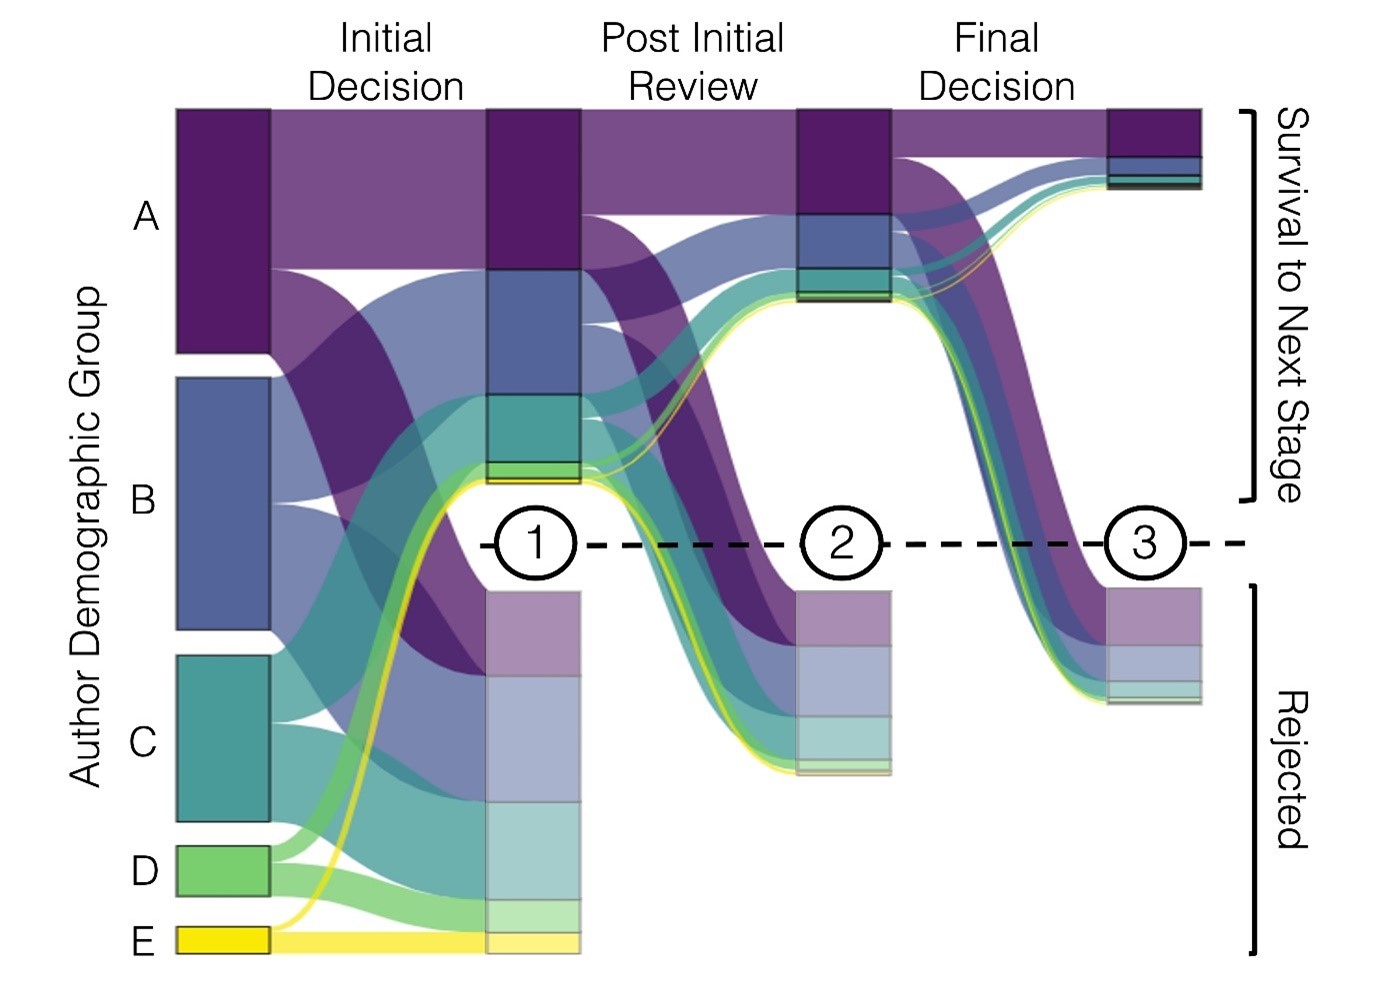 Initial
Decision
Post Initial
Review
Final
Decision
Author Demographic Group
A
B
C
D
E
1
2
3
Survival to Next Stage
Rejected